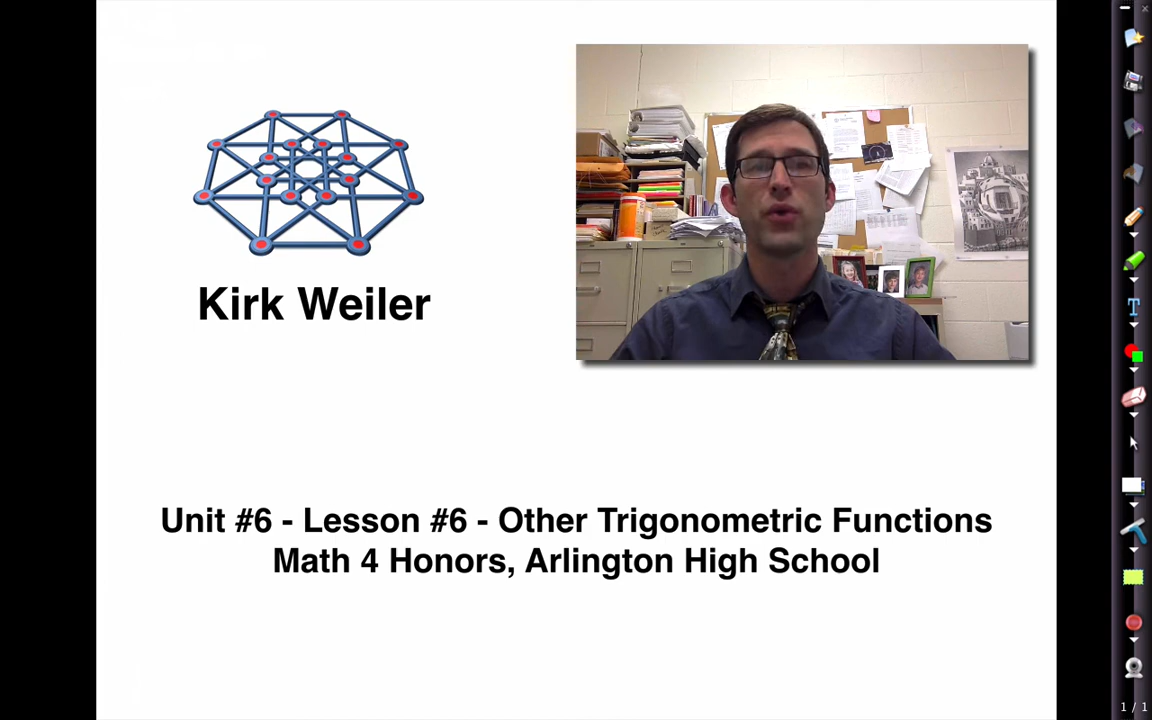 Kirk Weiler
Unit #6 - Lesson #6 - Other Trigonometric Functions
Math 4 Honors, Arlington High School
1 / 1